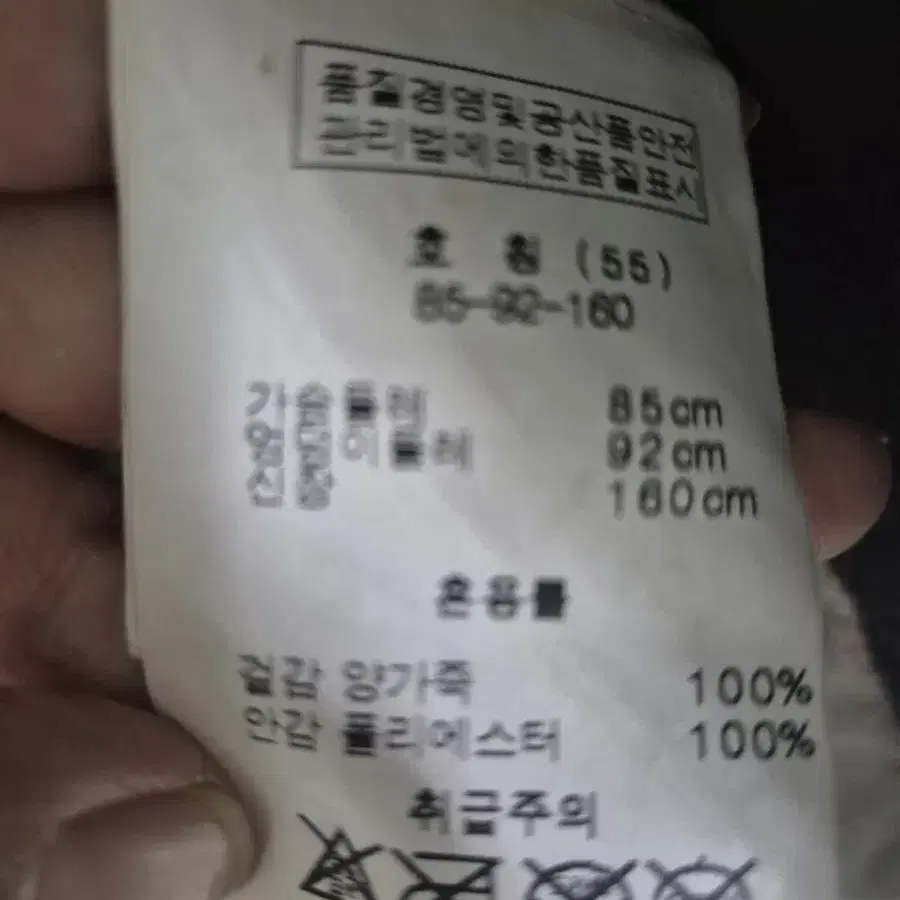 품질경영및공산품안전
관리법에의한품질표시
호 칭 (55)
85-92-160
가슴둘레 85cm
엉덩이둘레 92cm
신장 160cm
혼용률
겉감 양가죽 100%
안감 폴리에스터 100%
취급주의